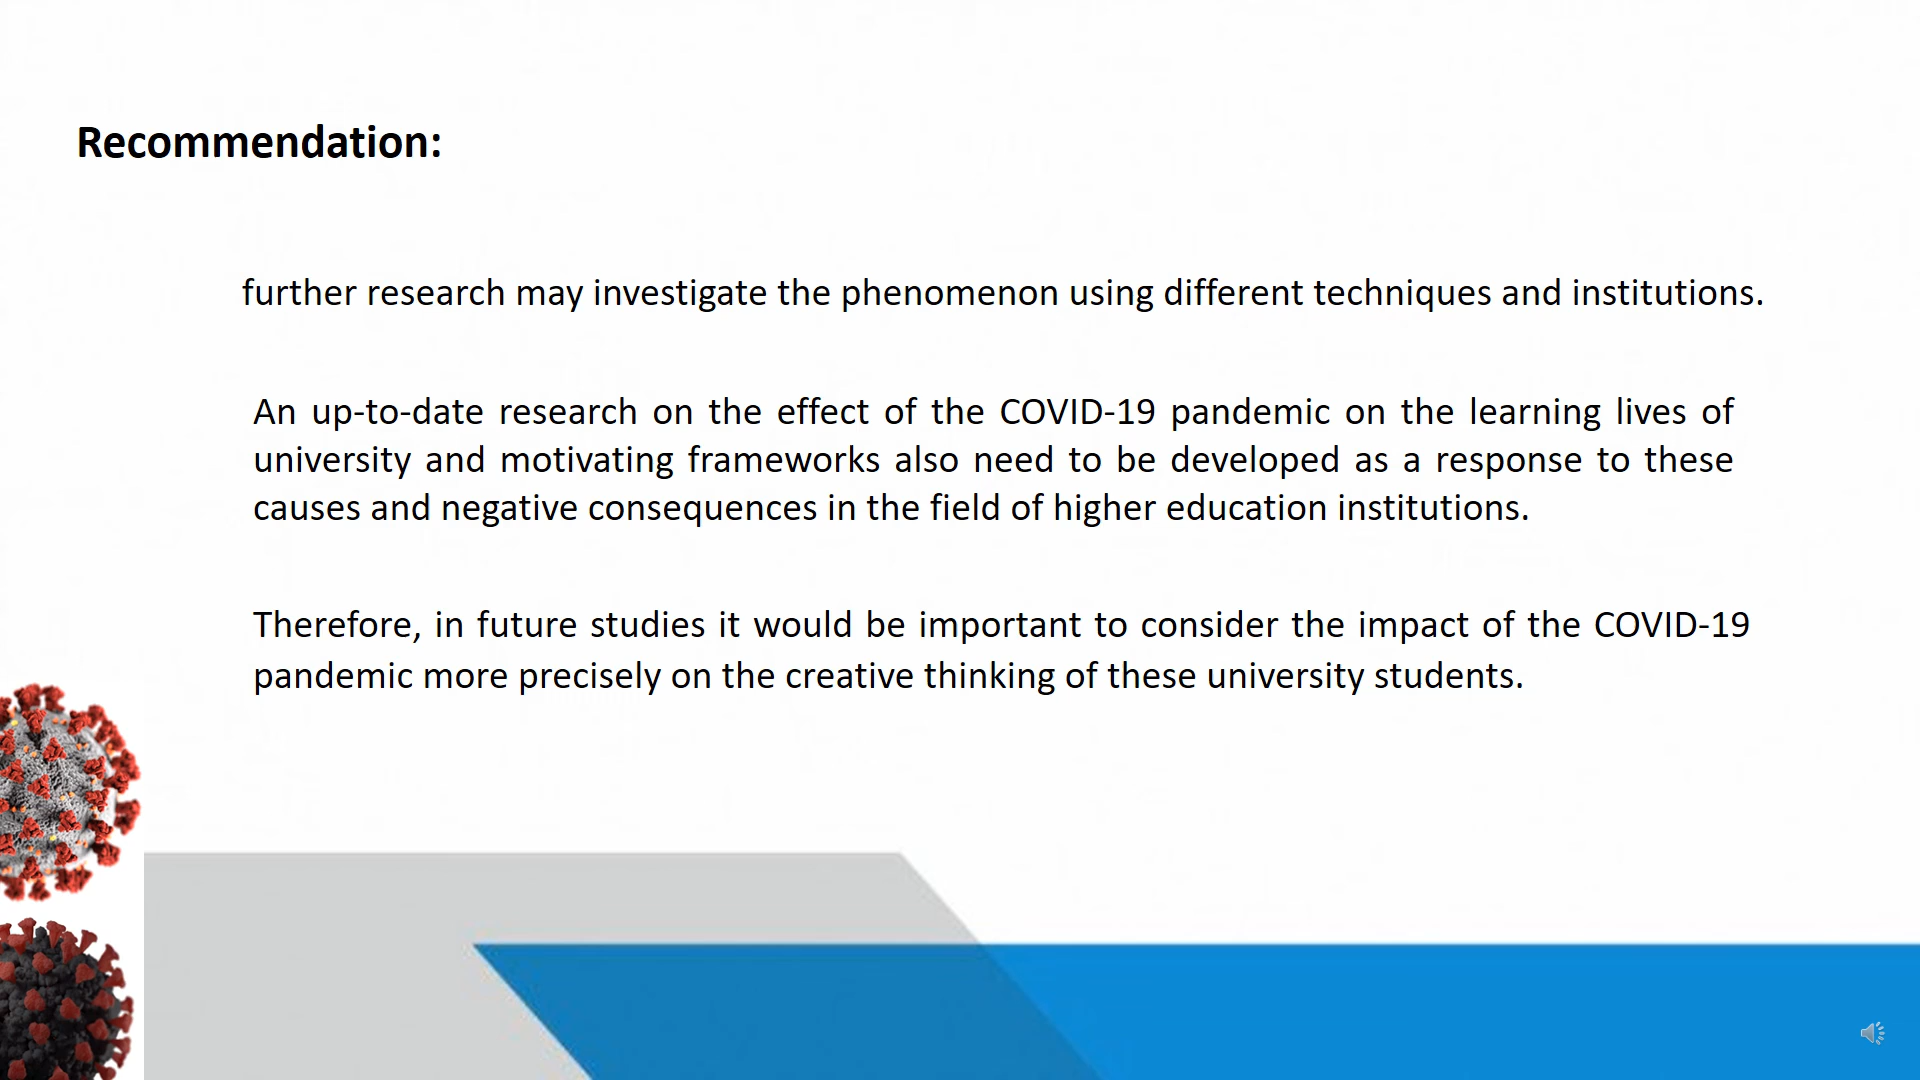 Recommendation:
further research may investigate the phenomenon using different techniques and institutions.
An up-to-date research on the effect of the COVID-19 pandemic on the learning lives of
university and motivating frameworks also need to be developed as a response to these
causes and negative consequences in the field of higher education institutions.
Therefore, in future studies it would be important to consider the impact of the COVID-19
pandemic more precisely on the creative thinking of these university students.